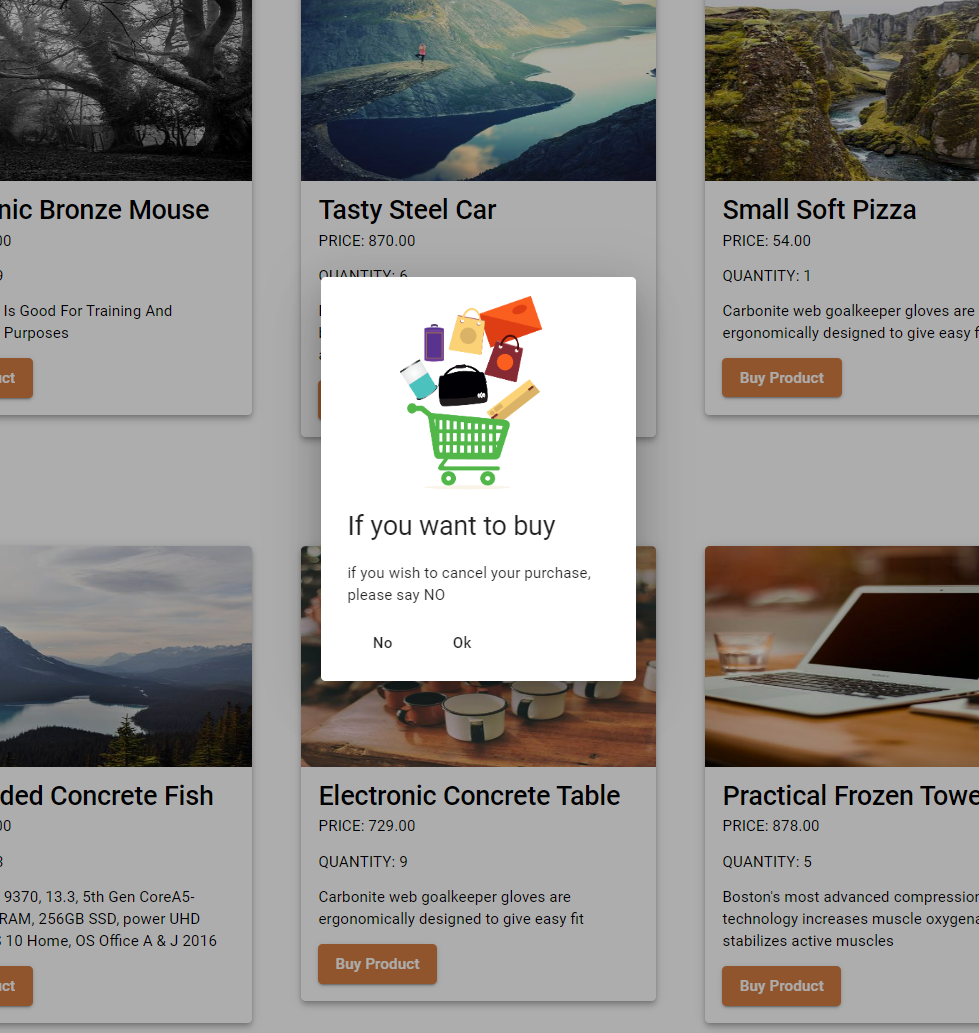 nic Bronze Mouse
00
9
Is Good For Training And
Purposes
uct
Tasty Steel Car
PRICE: 870.00
QUANTITY: 6
Small Soft Pizza
PRICE: 54.00
QUANTITY: 1
Carbonite web goalkeeper gloves are
ergonomically designed to give easy f
Buy Product
If you want to buy
if you wish to cancel your purchase,
please say NO
No
Ok
ded Concrete Fish
00
3
9370, 13.3, 5th Gen CoreA5-
RAM, 256GB SSD, power UHD
S 10 Home, OS Office A & J 2016
uct
Electronic Concrete Table
PRICE: 729.00
QUANTITY: 9
Carbonite web goalkeeper gloves are
ergonomically designed to give easy fit
Buy Product
Practical Frozen Towe
PRICE: 878.00
QUANTITY: 5
Boston's most advanced compression
technology increases muscle oxygena
stabilizes active muscles
Buy Product